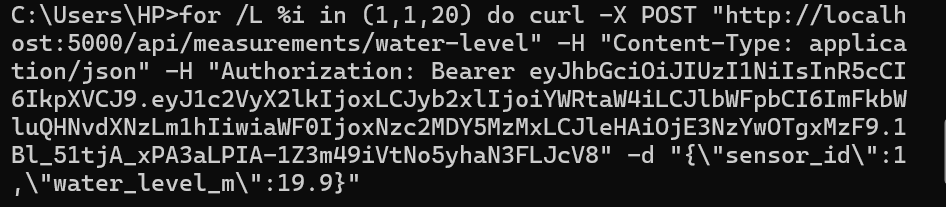 C:\Users\HP>for /L %i in (1,1,20) do curl -X POST "http://localh
ost:5000/api/measurements/water-level" -H "Content-Type: applica
tion/json" -H "Authorization: Bearer eyJhbGciOiJIUzI1NiIsInR5cCI
6IkpXVCJ9.eyJ1c2VyX2lkIjoxLCJyb2xlIjoiYWRtaW4iLCJlbWFpbCI6ImFkbW
luQHNvdXNzLm1hIiwiaWF0IjoxNzc2MDY5MzMxLCJleHAiOjE3NzYwOTgxMzF9.1
Bl_51tjA_xPA3aLPIA-1Z3m49iVtNo5yhaN3FLJcV8" -d "{\"sensor_id\":1
,\"water_level_m\":19.9}"